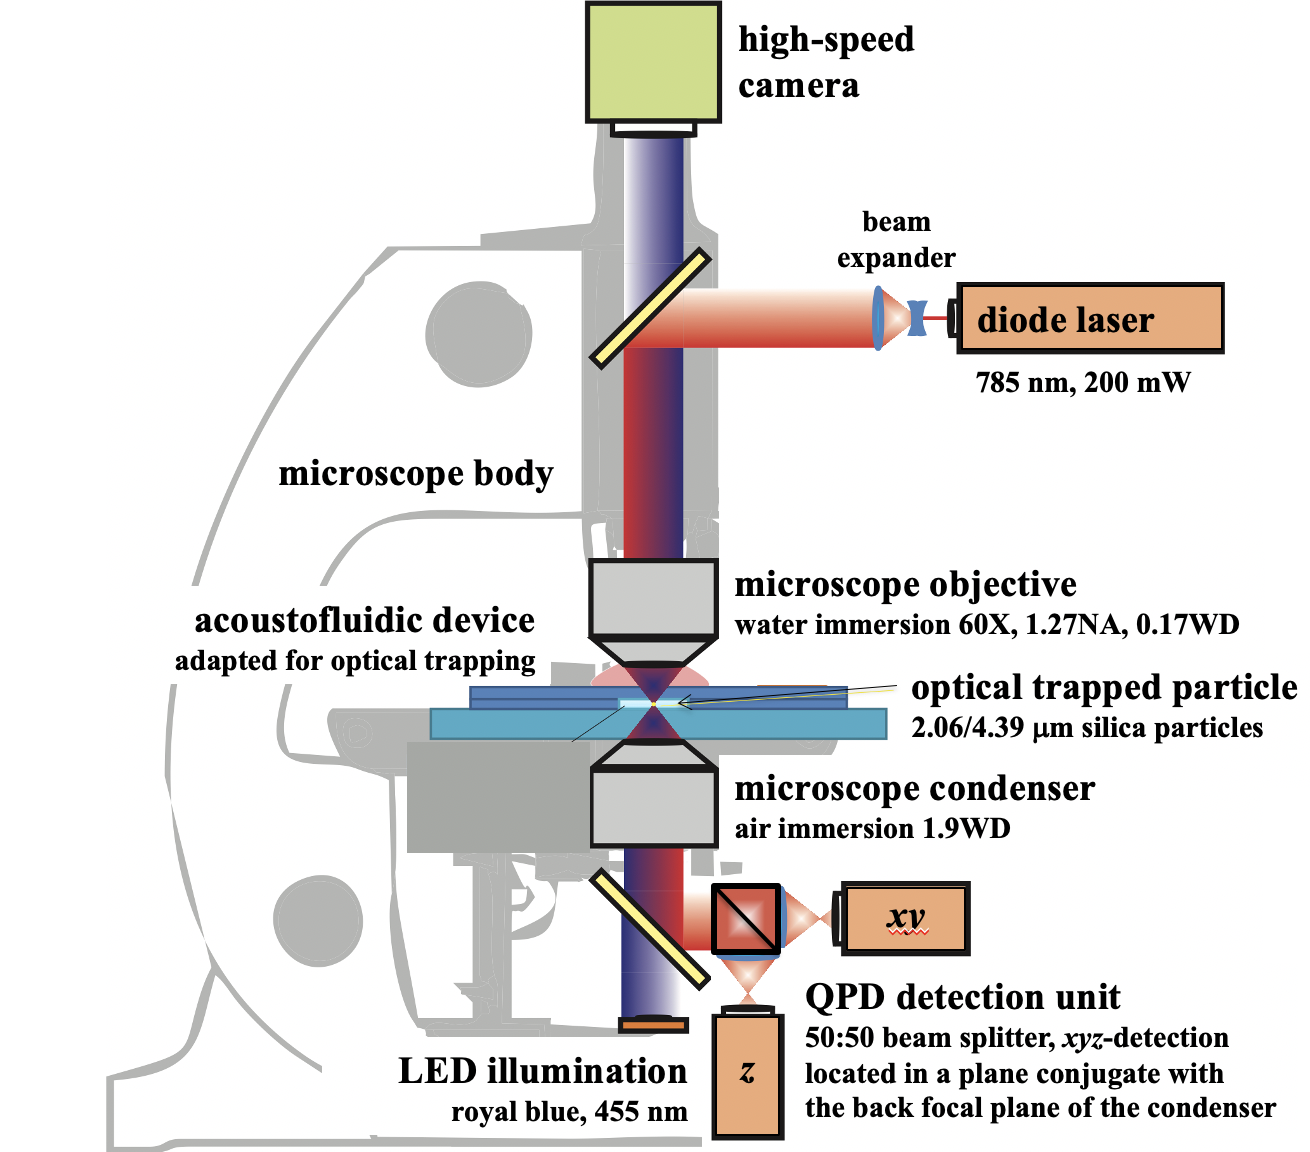 high-speed
camera
beam
expander
diode laser
785 nm, 200 mW
microscope body
microscope objective
water immersion 60X, 1.27NA, 0.17WD
acoustofluidic device
adapted for optical trapping
optical trapped particle
2.06/4.39 μm silica particles
microscope condenser
air immersion 1.9WD
xy
QPD detection unit
50:50 beam splitter, xyz-detection
located in a plane conjugate with
the back focal plane of the condenser
z
LED illumination
royal blue, 455 nm